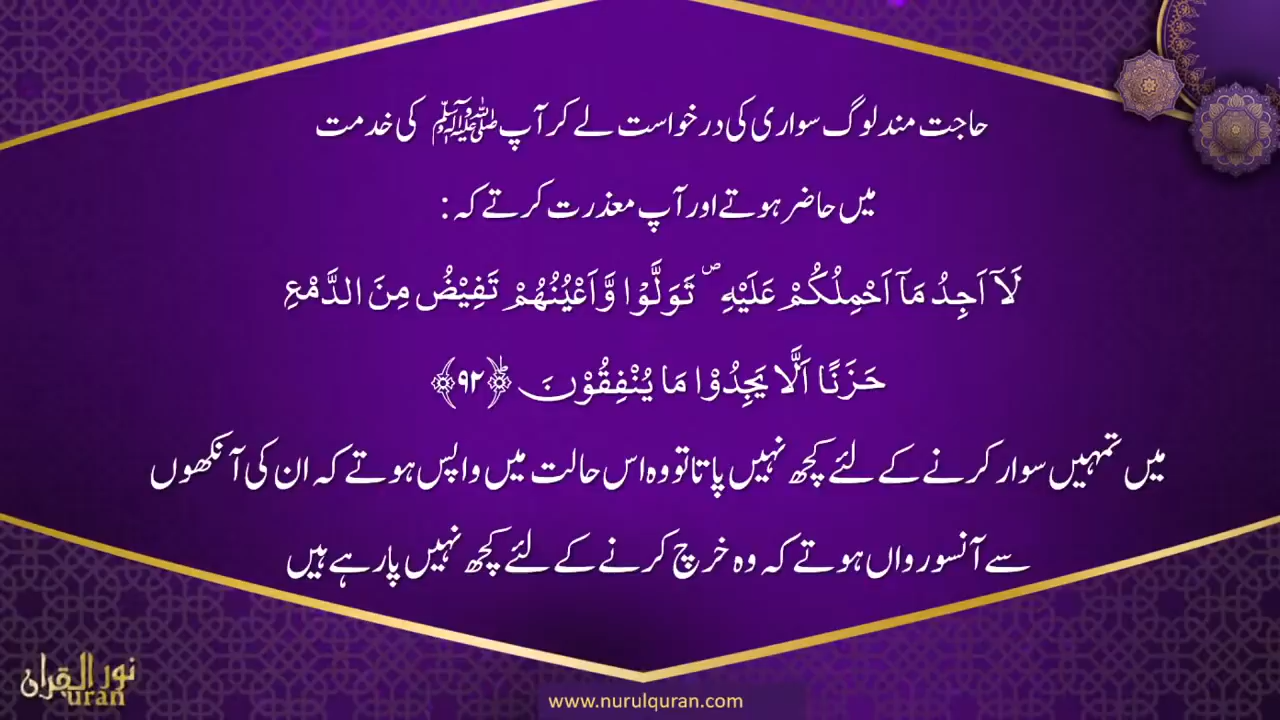 حاجت مند لوگ سواری کی درخواست لے کر آپ ﷺ کی خدمت
میں حاضر ہوتے اور آپ معذرت کرتے کہ :
لَآ اَجِدُ مَآ اَحْمِلُكُمْ عَلَيْهِ ۪ تَوَلَّوْا وَّاَعْيُنُهُمْ تَفِيْضُ مِنَ الدَّمْعِ
حَزَنًا اَلَّا يَجِدُوْا مَا يُنْفِقُوْنَ ﴿ؕ۹۲﴾
میں تمہیں سوار کرنے کے لئے کچھ نہیں پاتا تو وہ اس حالت میں واپس ہوتے کہ ان کی آنکھوں
سے آنسو رواں ہوتے کہ وہ خرچ کرنے کے لئے کچھ نہیں پا رہے ہیں
نور القرآن
uran
www.nurulquran.com